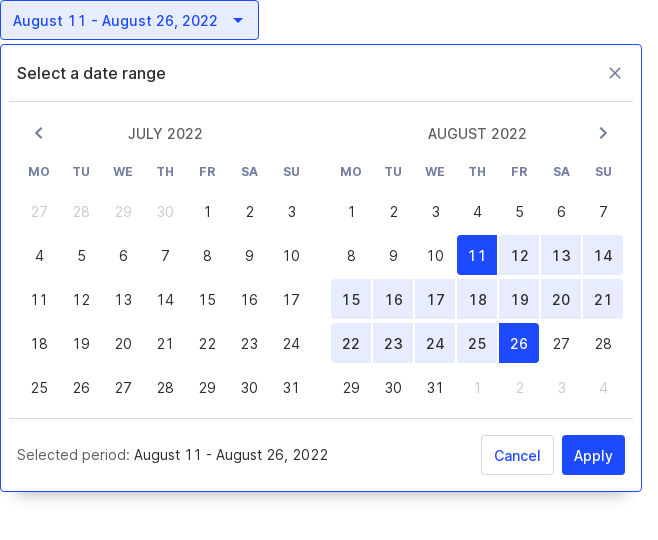 August 11 - August 26, 2022
Select a date range
JULY 2022 AUGUST 2022
MO TU WE TH FR SA SU MO TU WE TH FR SA SU
27 28 29 30 1 2 3 1 2 3 4 5 6 7
4 5 6 7 8 9 10 8 9 10 11 12 13 14
11 12 13 14 15 16 17 15 16 17 18 19 20 21
18 19 20 21 22 23 24 22 23 24 25 26 27 28
25 26 27 28 29 30 31 29 30 31 1 2 3 4
Selected period: August 11 - August 26, 2022 Cancel Apply